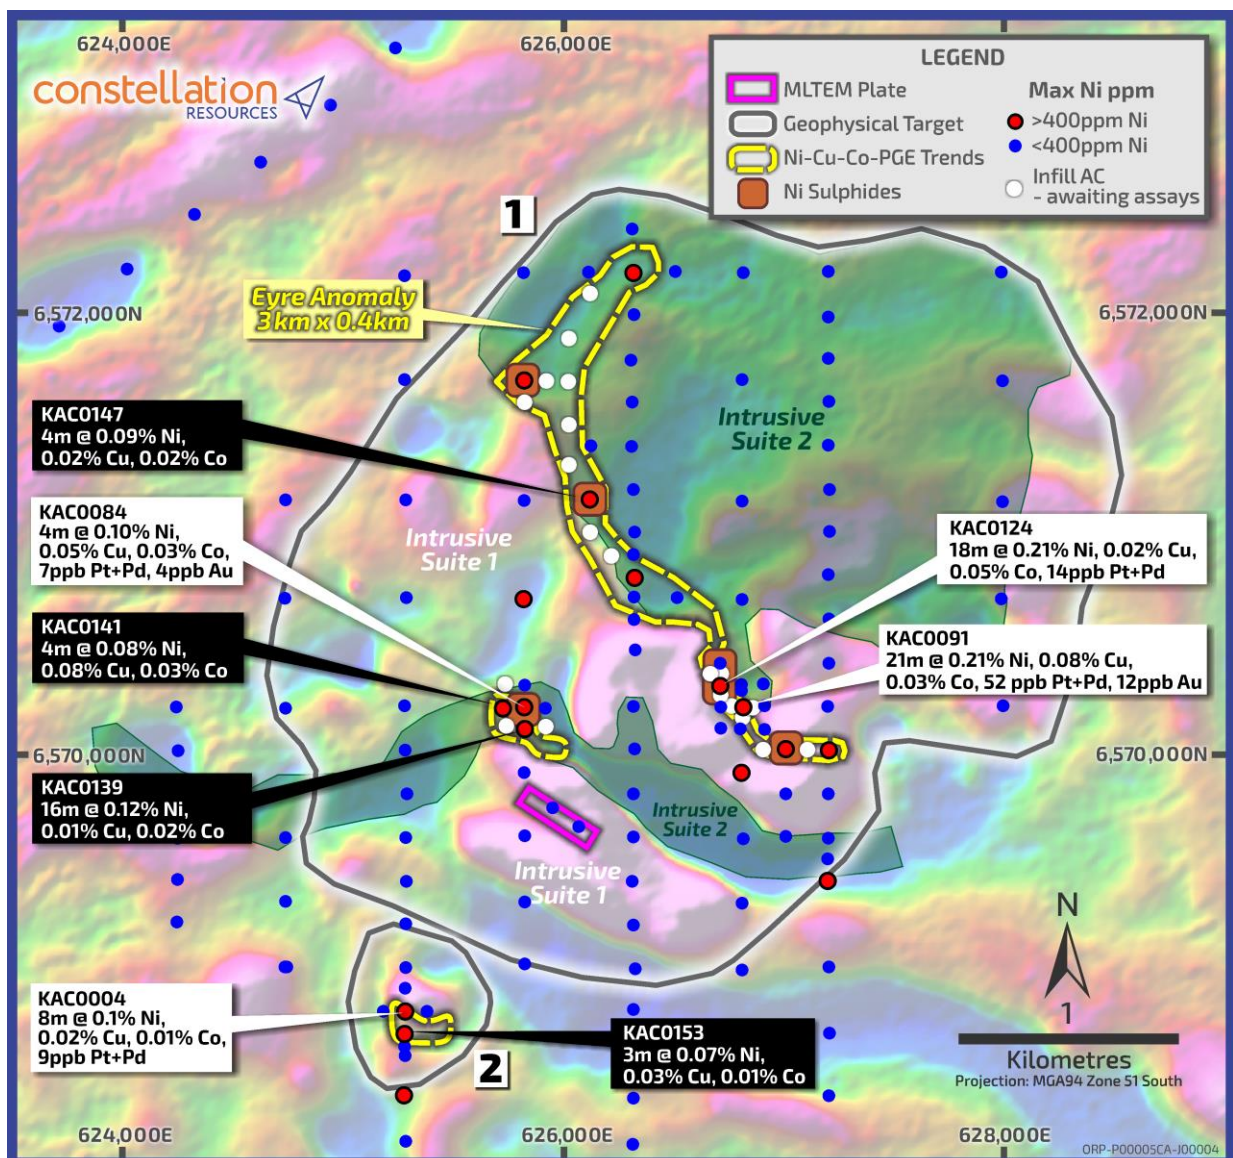 624,000E
626,000E
constellation
RESOURCES
LEGEND
MLTEM Plate
Geophysical Target
Ni-Cu-Co-PGE Trends
Ni Sulphides
Max Ni ppm
>400ppm Ni
<400ppm Ni
Infill AC
- awaiting assays
1
Eyre Anomaly
3km x 0.4km
6,572,000N
6,572,000N
KAC0147
4m @ 0.09% Ni,
0.02% Cu, 0.02% Co
Intrusive
Suite 2
KAC0084
4m @ 0.10% Ni,
0.05% Cu, 0.03% Co,
7ppb Pt+Pd, 4ppb Au
Intrusive
Suite 1
KAC0124
18m @ 0.21% Ni, 0.02% Cu,
0.05% Co, 14ppb Pt+Pd
KAC0141
4m @ 0.08% Ni,
0.08% Cu, 0.03% Co
KAC0091
21m @ 0.21% Ni, 0.08% Cu,
0.03% Co, 52 ppb Pt+Pd, 12ppb Au
6,570,000N
6,570,000N
KAC0139
16m @ 0.12% Ni,
0.01% Cu, 0.02% Co
Intrusive
Suite 2
Intrusive
Suite 1
N
KAC0004
8m @ 0.1% Ni,
0.02% Cu, 0.01% Co,
9ppb Pt+Pd
2
KAC0153
3m @ 0.07% Ni,
0.03% Cu, 0.01% Co
1
Kilometres
Projection: MGA94 Zone 51 South
624,000E
626,000E
628,000E
ORP-P00005CA-J00004